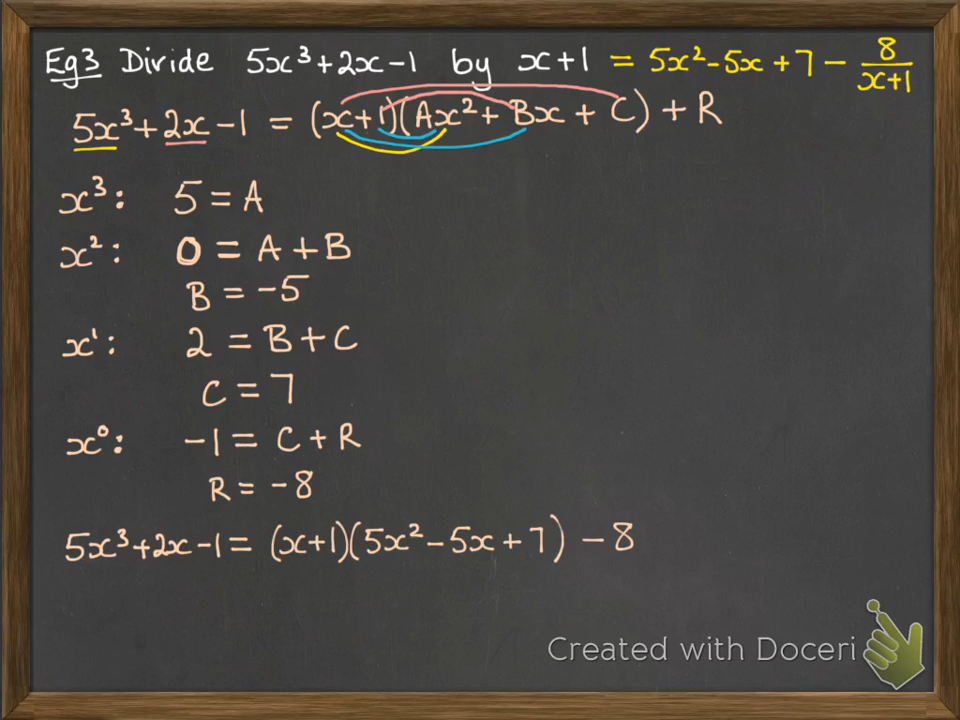 Eg3 Divide 5x³+2x-1 by x+1 = 5x²-5x+7 - 8/(x+1)
5x³+2x-1 = (x+1)(Ax²+Bx+C)+R
x³: 5=A
x²: 0=A+B
B=-5
x¹: 2=B+C
C=7
x⁰: -1=C+R
R=-8
5x³+2x-1=(x+1)(5x²-5x+7)-8
Created with Doceri